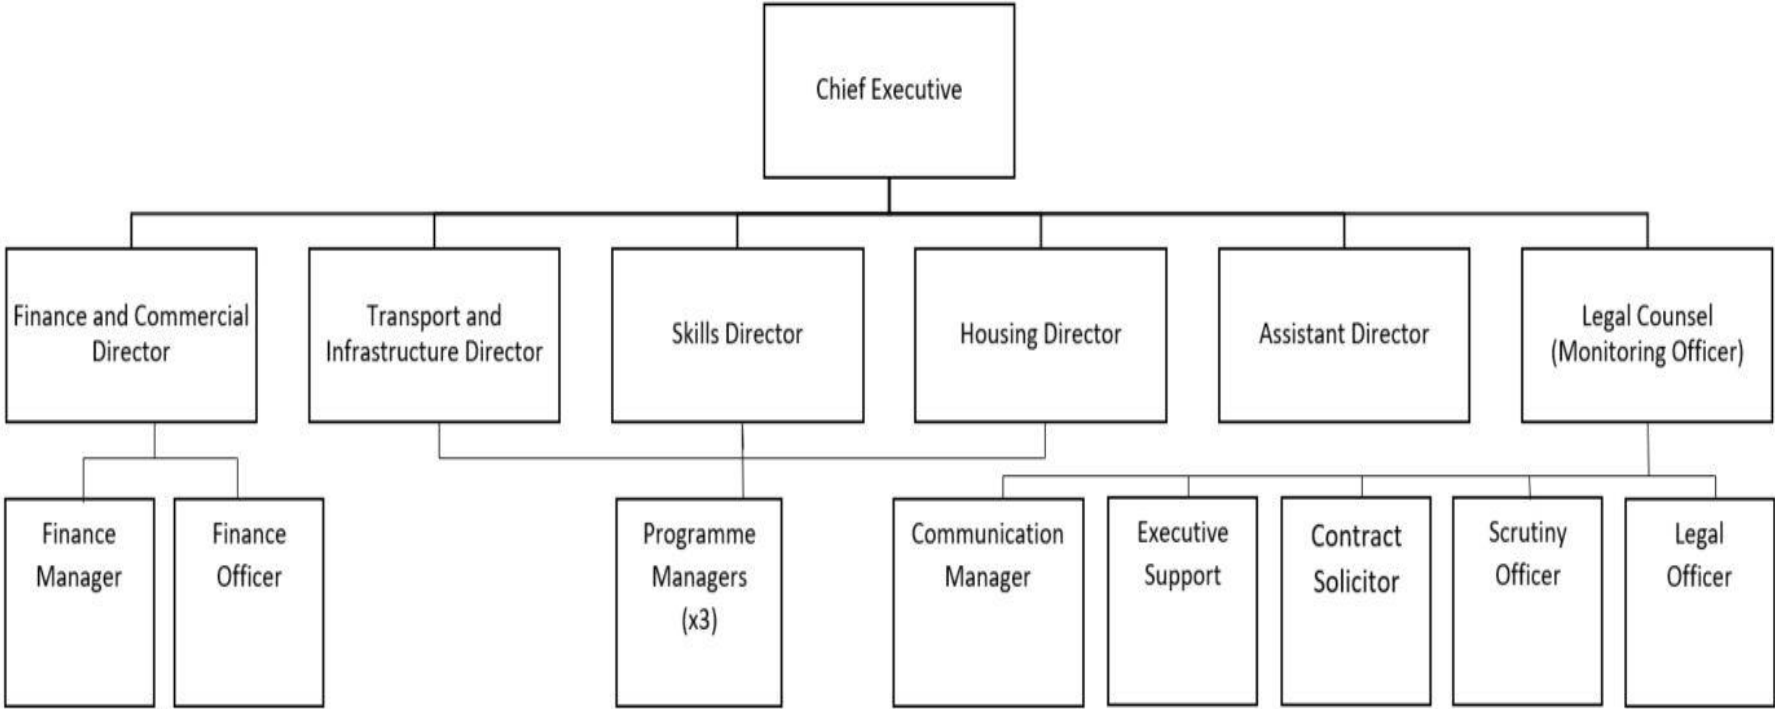 Chief Executive
Finance and Commercial
Director
Transport and
Infrastructure Director
Skills Director
Housing Director
Assistant Director
Legal Counsel
(Monitoring Officer)
Finance
Manager
Finance
Officer
Programme
Managers
(x3)
Communication
Manager
Executive
Support
Contract
Solicitor
Scrutiny
Officer
Legal
Officer